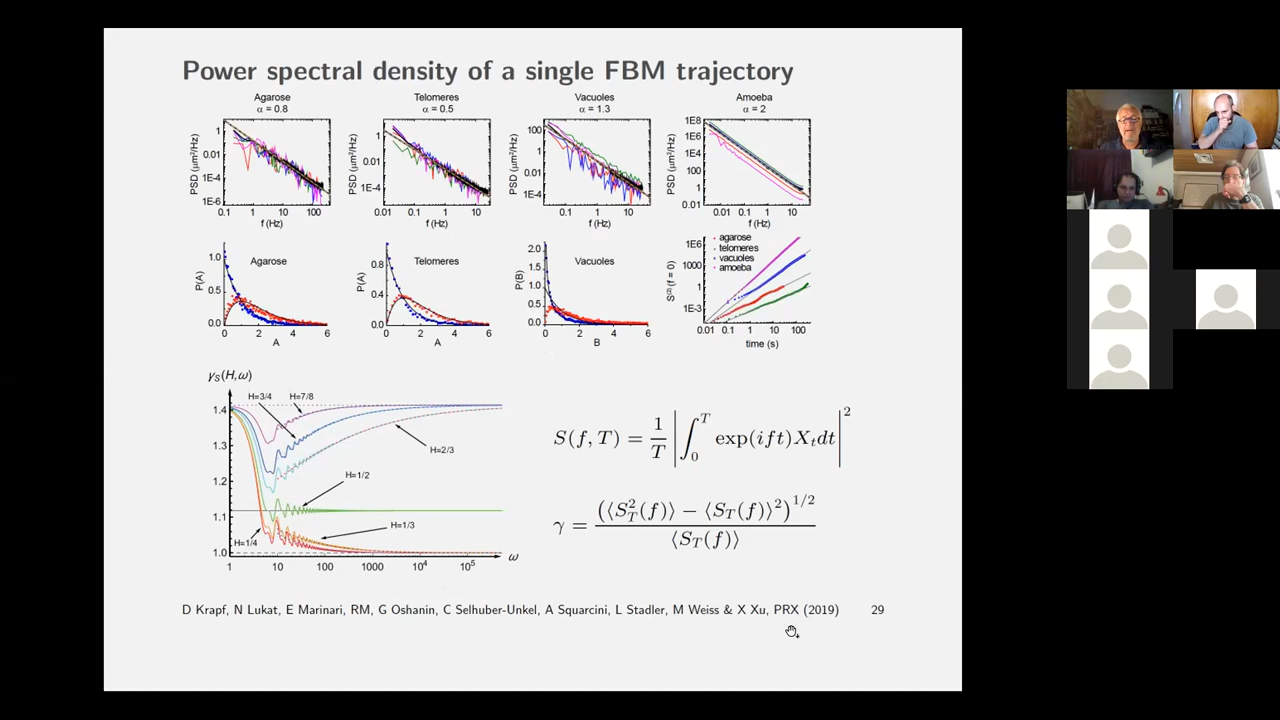 Power spectral density of a single FBM trajectory
Agarose
α = 0.8
Telomeres
α = 0.5
Vacuoles
α = 1.3
Amoeba
α = 2
PSD (μm²/Hz)
1
0.01
1E-4
1E-6
0.1 1 10 100
f (Hz)
PSD (μm²/Hz)
1
0.01
1E-4
0.01 0.1 1 10
f (Hz)
PSD (μm²/Hz)
100
1
0.01
1E-4
0.1 1 10
f (Hz)
PSD (μm²/Hz)
1E8
1E6
1E4
100
1
0.01
0.01 0.1 1 10
f (Hz)
P(A)
1.0
0.5
0.0
Agarose
0 2 4 6
A
P(A)
0.8
0.4
0.0
Telomeres
0 2 4 6
A
P(B)
2.0
1.5
1.0
0.5
0.0
Vacuoles
0 2 4 6
B
S⁽²⁾(f = 0)
1E6
1000
1
1E-3
agarose
telomeres
vacuoles
amoeba
0.01 0.1 1 10 100
time (s)
γS(H,ω)
1.4
1.3
1.2
1.1
1.0
H=3/4 H=7/8
H=2/3
H=1/2
H=1/3
H=1/4
1 10 100 1000 10⁴ 10⁵
ω
S(f, T) = 1/T |∫₀ᵀ exp(ift)Xₜdt|²
γ = (⟨S²_T(f)⟩ − ⟨S_T(f)⟩²)^1/2 / ⟨S_T(f)⟩
D Krapf, N Lukat, E Marinari, RM, G Oshanin, C Selhuber-Unkel, A Squarcini, L Stadler, M Weiss & X Xu, PRX (2019)
29